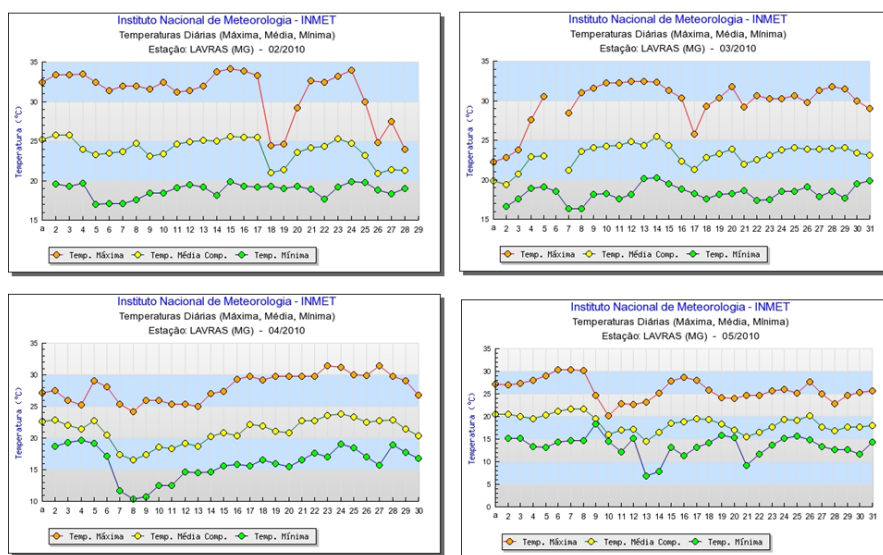 Instituto Nacional de Meteorologia - INMET
Temperaturas Diárias (Máxima, Média, Mínima)
Estação: LAVRAS (MG) - 02/2010
Temperatura (°C)
35
30
25
20
15
a 2 3 4 5 6 7 8 9 10 11 12 13 14 15 16 17 18 19 20 21 22 23 24 25 26 27 28 29
Temp. Máxima Temp. Média Comp. Temp. Mínima
Instituto Nacional de Meteorologia - INMET
Temperaturas Diárias (Máxima, Média, Mínima)
Estação: LAVRAS (MG) - 03/2010
Temperatura (°C)
35
30
25
20
15
a 2 3 4 5 6 7 8 9 10 11 12 13 14 15 16 17 18 19 20 21 22 23 24 25 26 27 28 29 30 31
Temp. Máxima Temp. Média Comp. Temp. Mínima
Instituto Nacional de Meteorologia - INMET
Temperaturas Diárias (Máxima, Média, Mínima)
Estação: LAVRAS (MG) - 04/2010
Temperatura (°C)
35
30
25
20
15
10
a 2 3 4 5 6 7 8 9 10 11 12 13 14 15 16 17 18 19 20 21 22 23 24 25 26 27 28 29 30
Temp. Máxima Temp. Média Comp. Temp. Mínima
Instituto Nacional de Meteorologia - INMET
Temperaturas Diárias (Máxima, Média, Mínima)
Estação: LAVRAS (MG) - 05/2010
Temperatura (°C)
35
30
25
20
15
10
5
0
a 2 3 4 5 6 7 8 9 10 11 12 13 14 15 16 17 18 19 20 21 22 23 24 25 26 27 28 29 30 31
Temp. Máxima Temp. Média Comp. Temp. Mínima